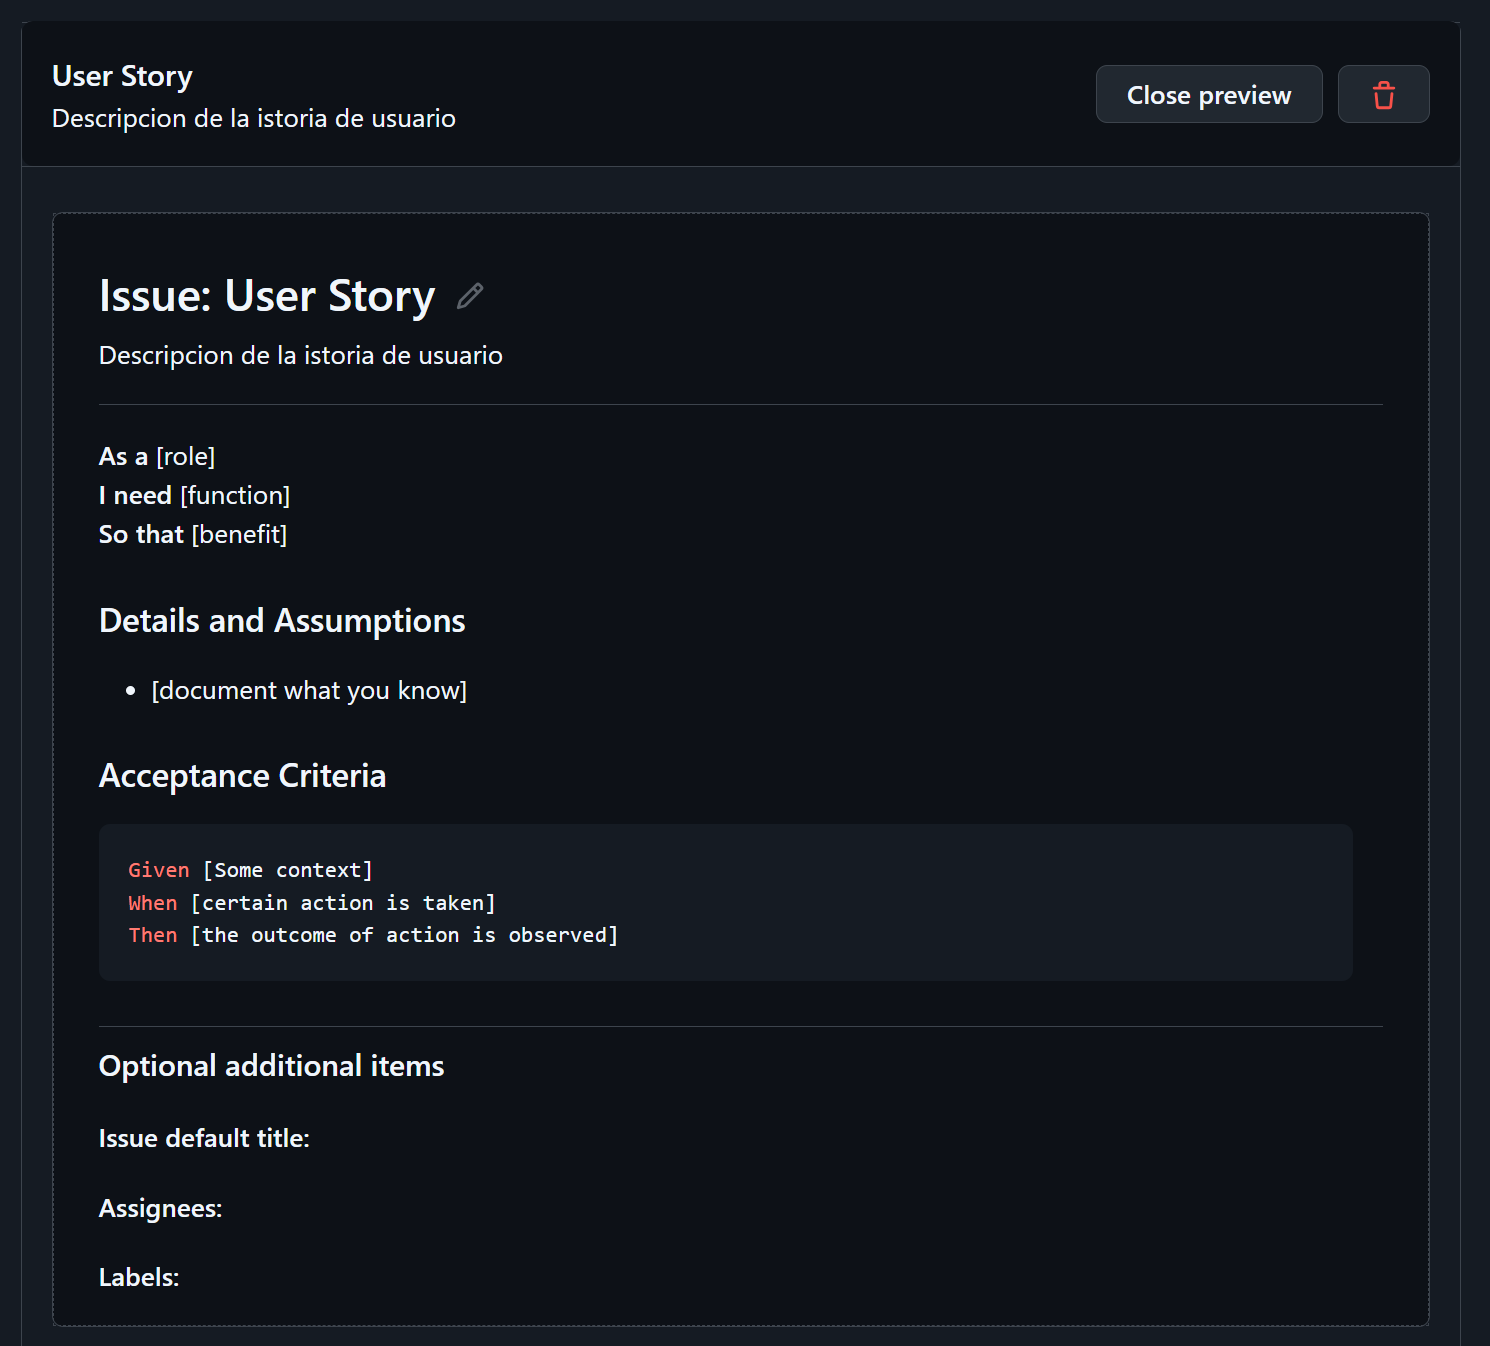 User Story
Descripcion de la istoria de usuario
Close preview
Issue: User Story
Descripcion de la istoria de usuario
As a [role]
I need [function]
So that [benefit]
Details and Assumptions
[document what you know]
Acceptance Criteria
Given [Some context]
When [certain action is taken]
Then [the outcome of action is observed]
Optional additional items
Issue default title:
Assignees:
Labels: